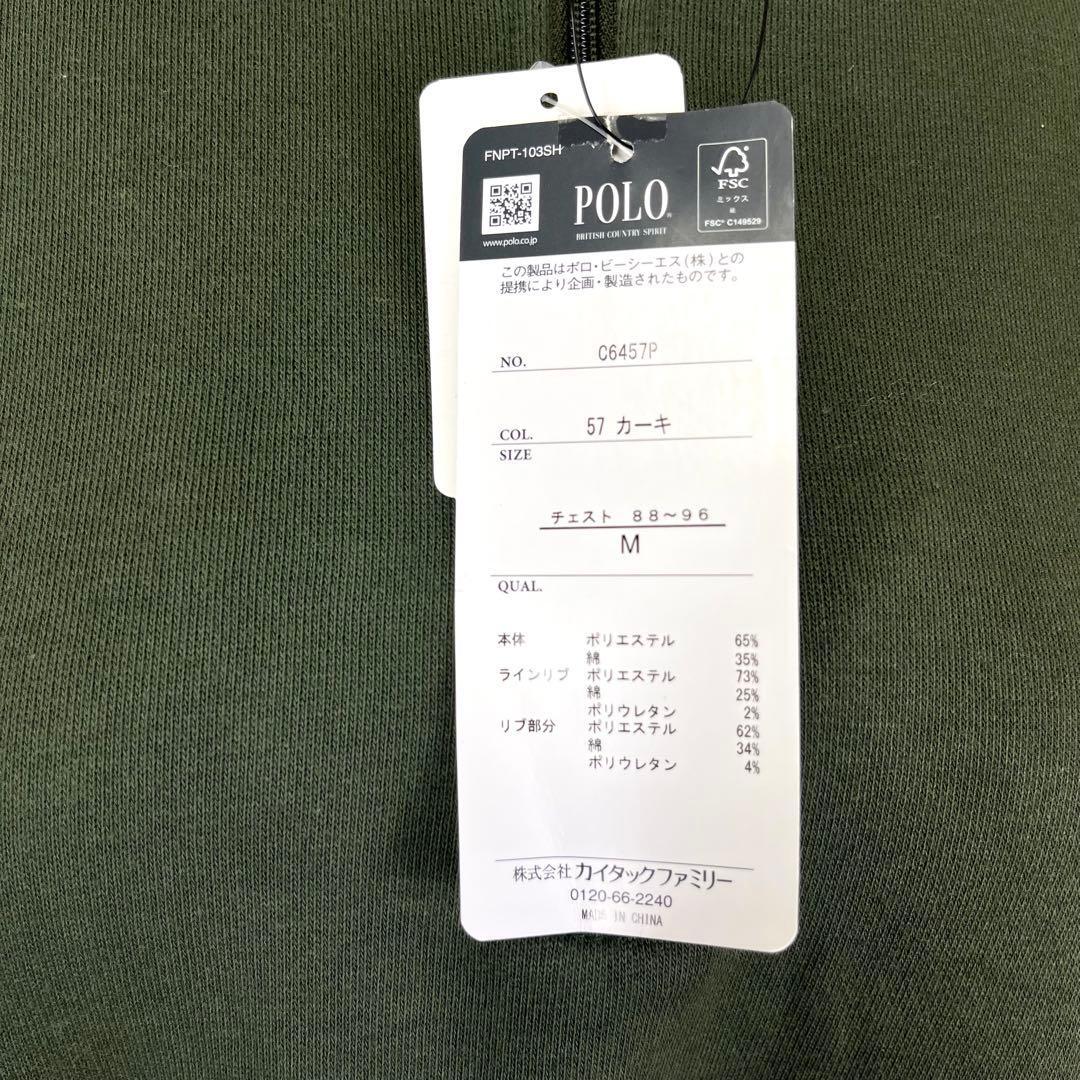 FNPT-103SH
www.polo.co.jp
POLO®
BRITISH COUNTRY SPIRIT
FSC
ミックス
紙
FSC® C149529
この製品はポロ・ビーシーエス(株)との
提携により企画・製造されたものです。
NO. C6457P
COL. 57 カーキ
SIZE
チェスト 88～96
M
QUAL.
本体 ポリエステル 65%
綿 35%
ラインリブ ポリエステル 73%
綿 25%
ポリウレタン 2%
リブ部分 ポリエステル 62%
綿 34%
ポリウレタン 4%
株式会社カイタックファミリー
0120-66-2240
MADE IN CHINA